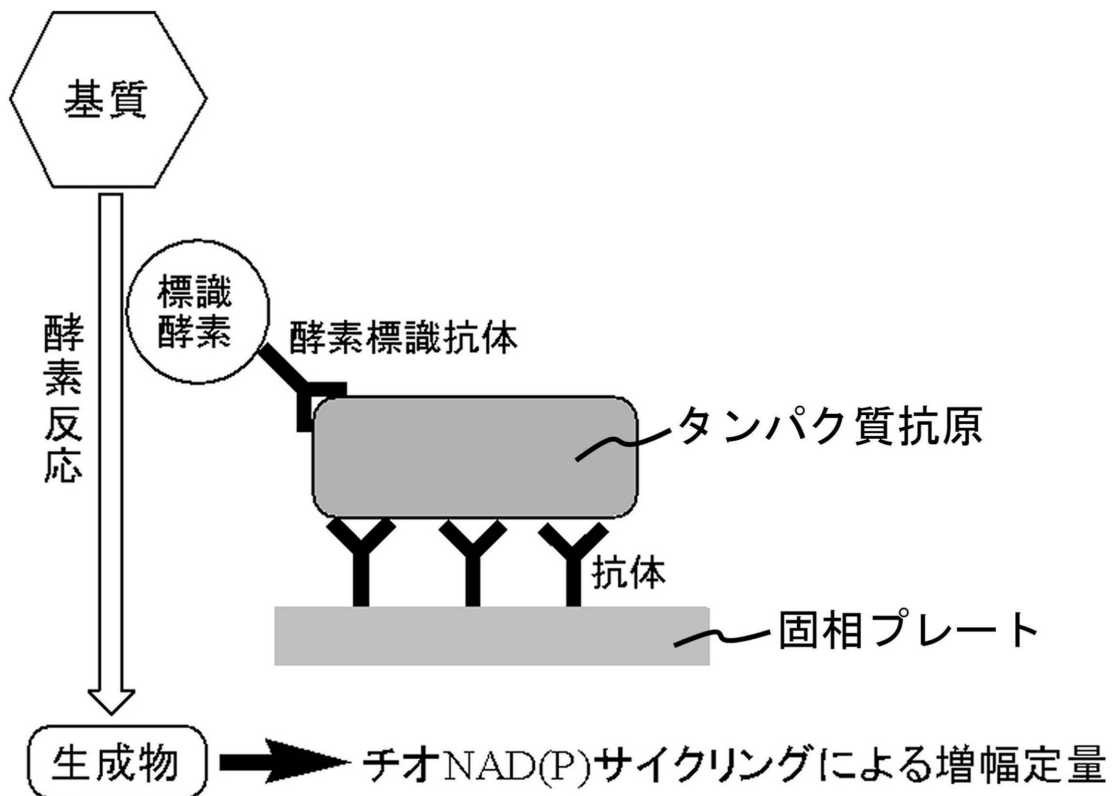 基質
標識
酵素
酵素標識抗体
酵素反応
タンパク質抗原
抗体
固相プレート
生成物
チオNAD(P)サイクリングによる増幅定量